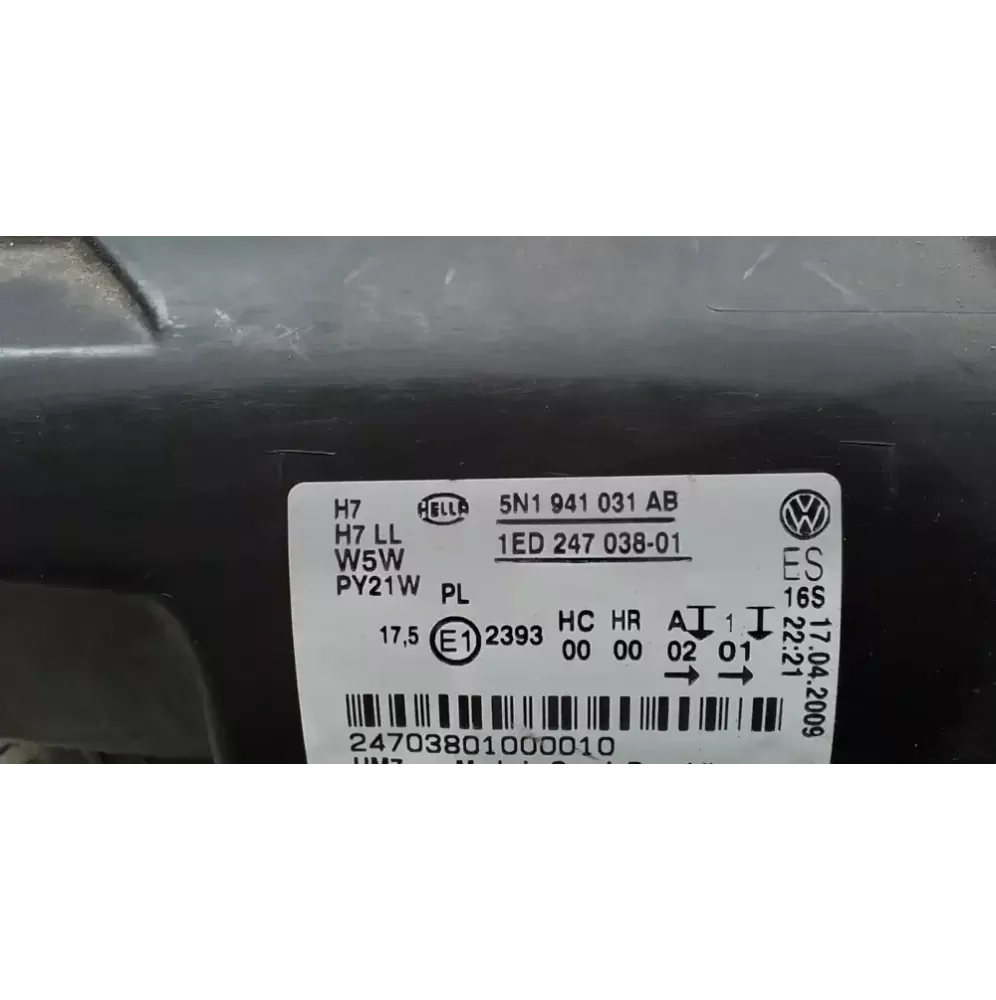 H7
H7 LL
W5W
PY21W
HELLA
5N1 941 031 AB
1ED 247 038-01
PL
17,5 E1 2393
HC HR A 1
00 00 02 01
24703801000010
ES
16S 17.04.2009
22:21